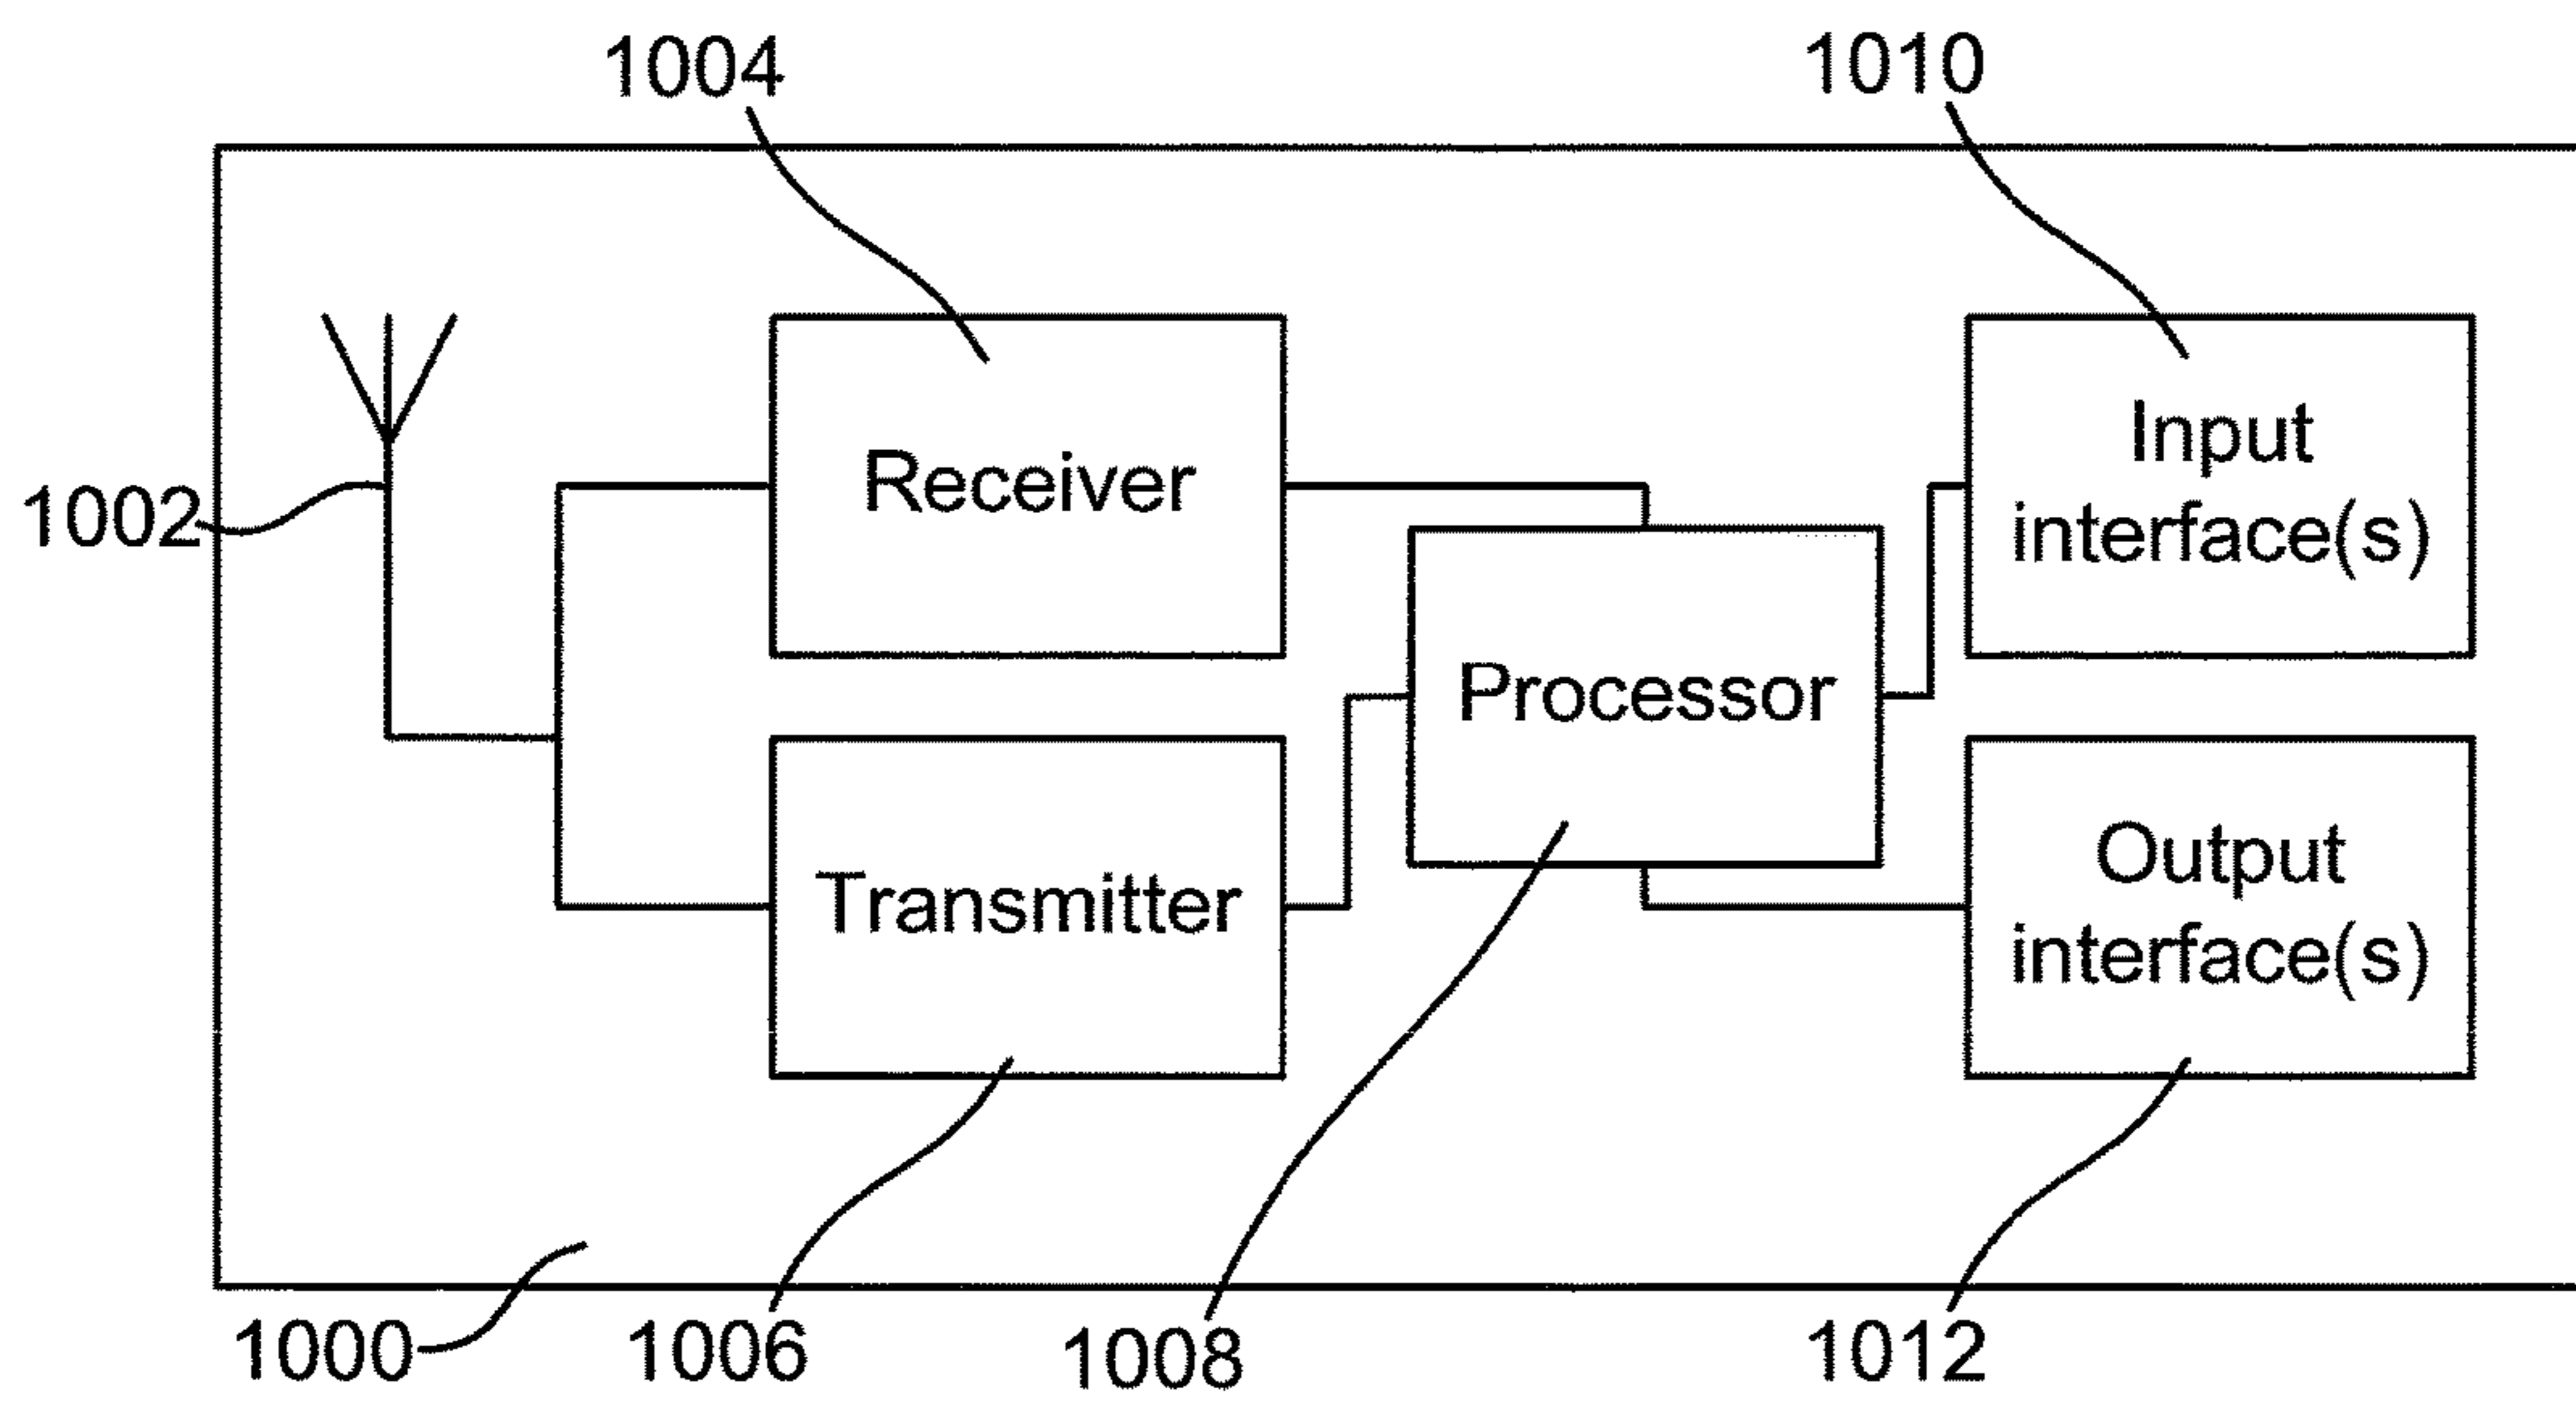 1004
1010
Receiver
Input
interface(s)
1002
Processor
Transmitter
Output
interface(s)
1000
1006
1008
1012